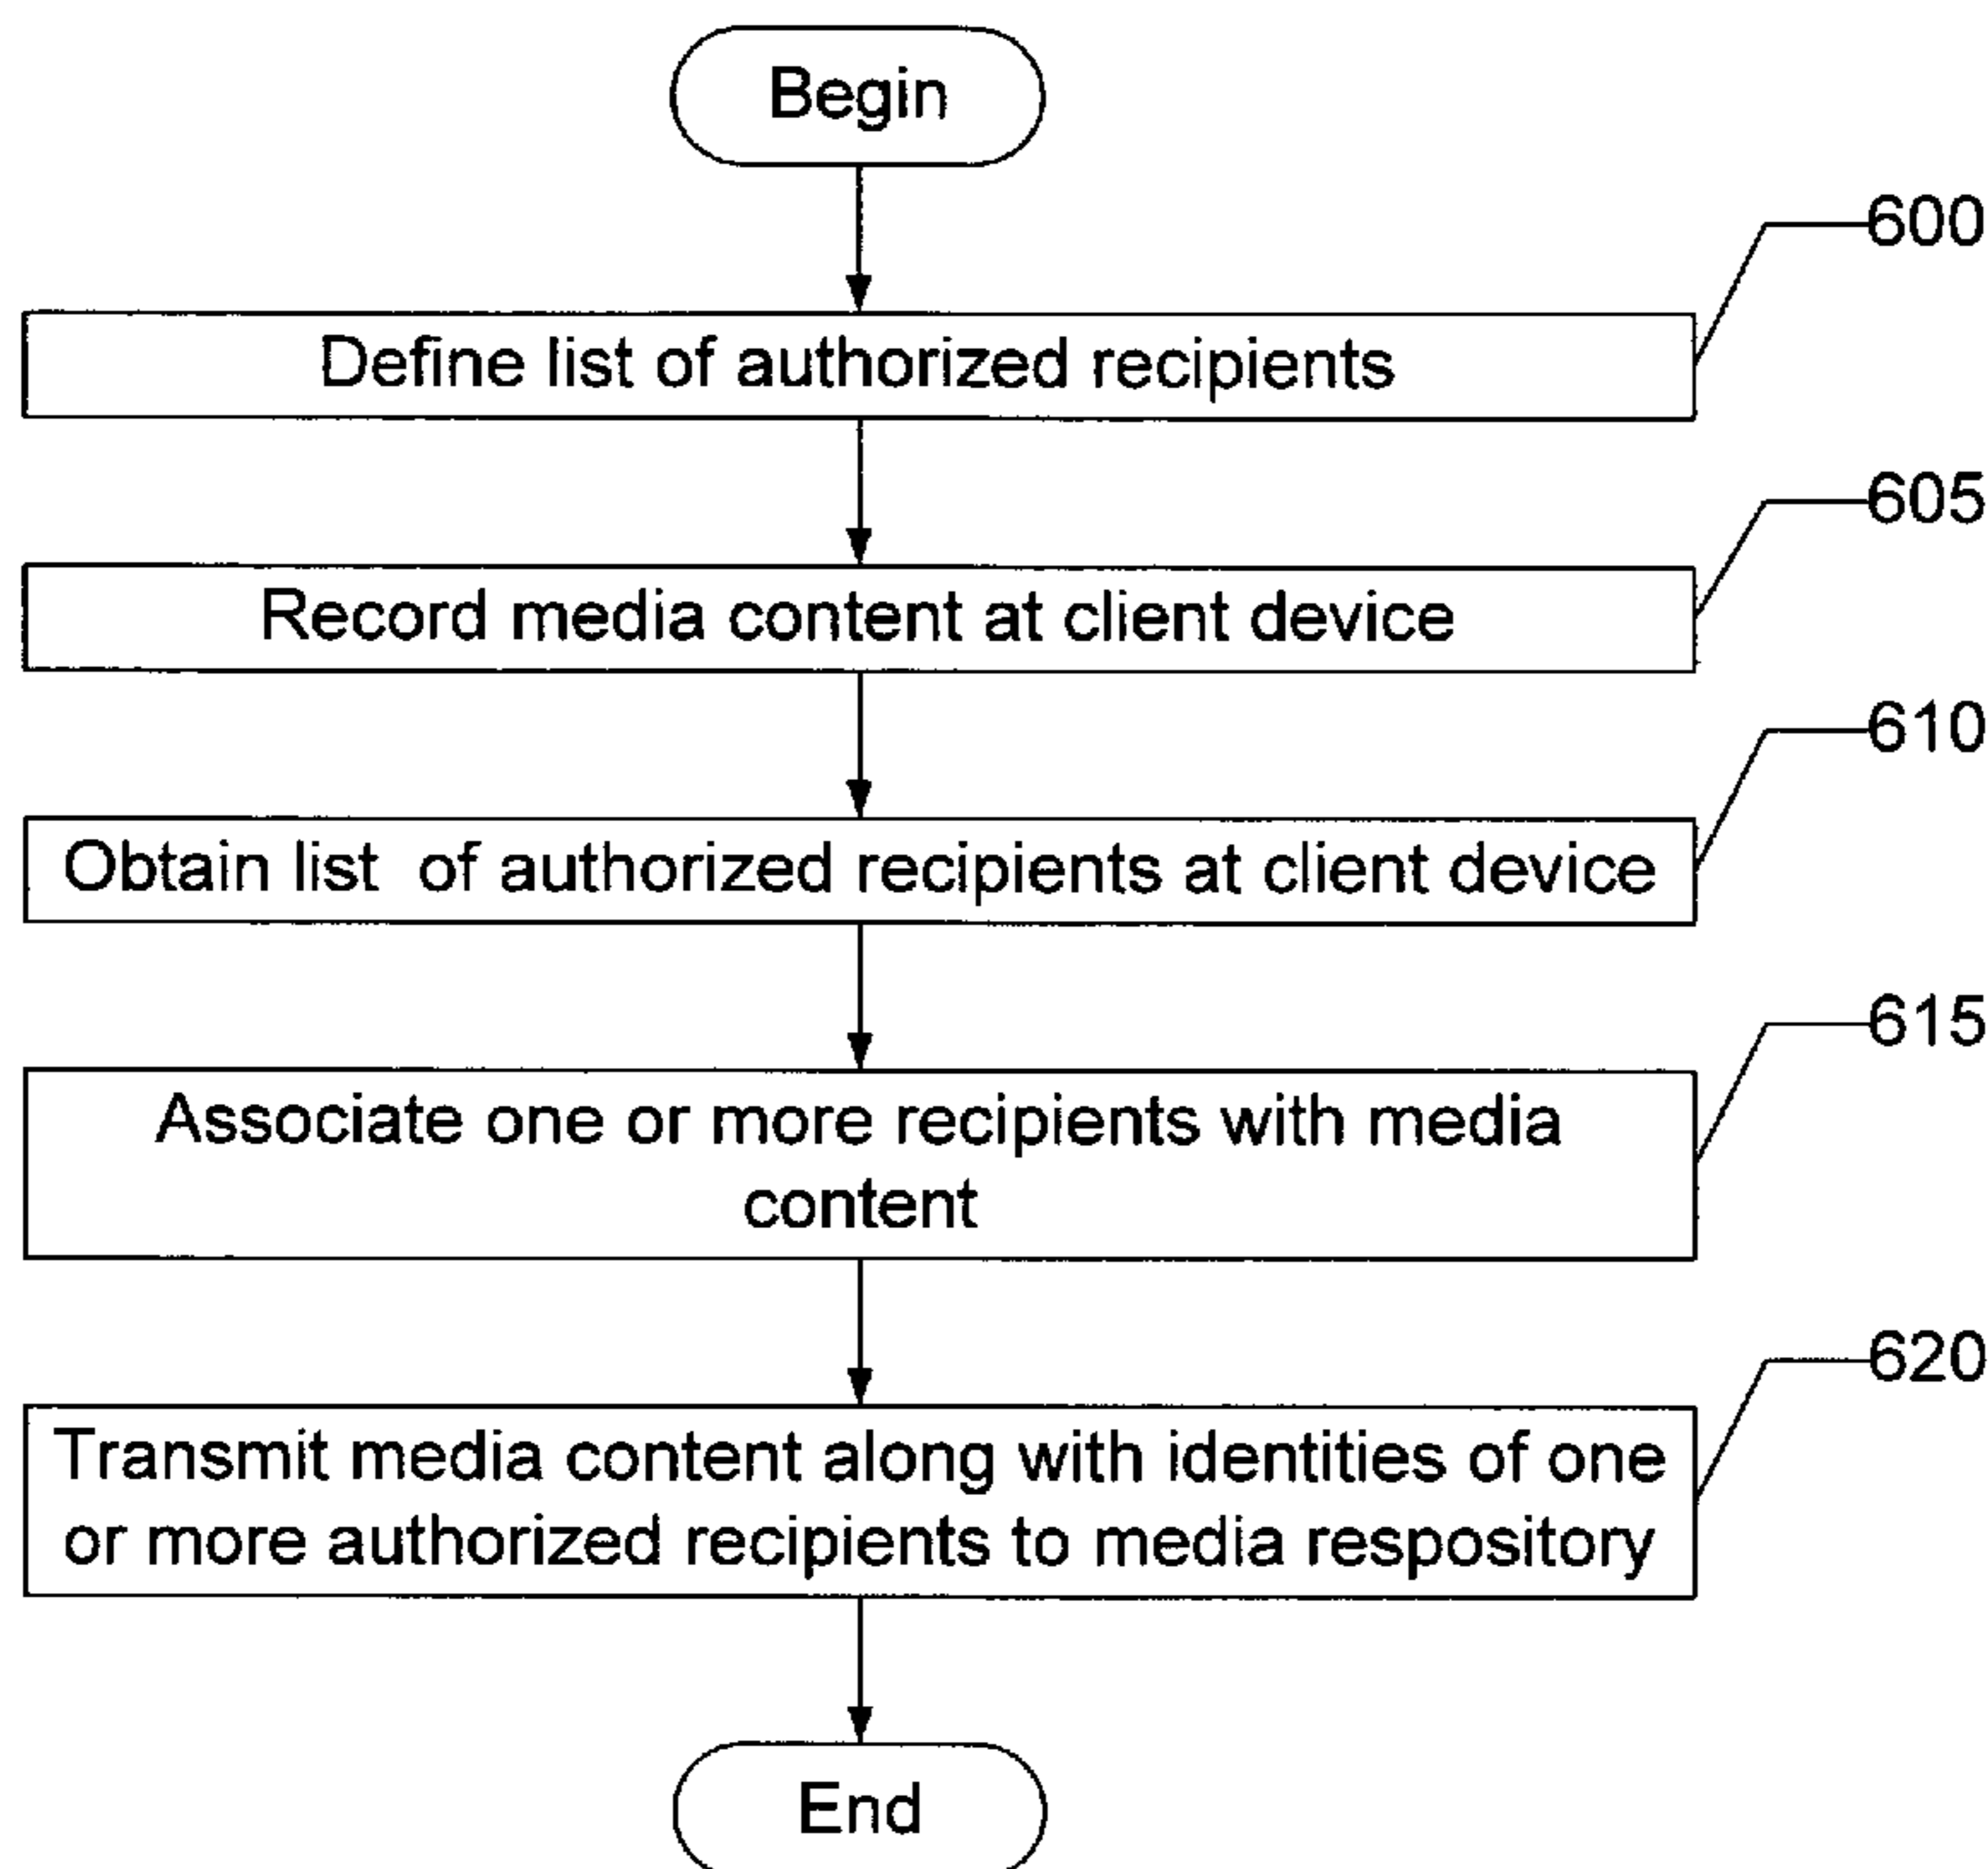 Begin
600
Define list of authorized recipients
605
Record media content at client device
610
Obtain list of authorized recipients at client device
615
Associate one or more recipients with media
content
620
Transmit media content along with identities of one
or more authorized recipients to media respository
End